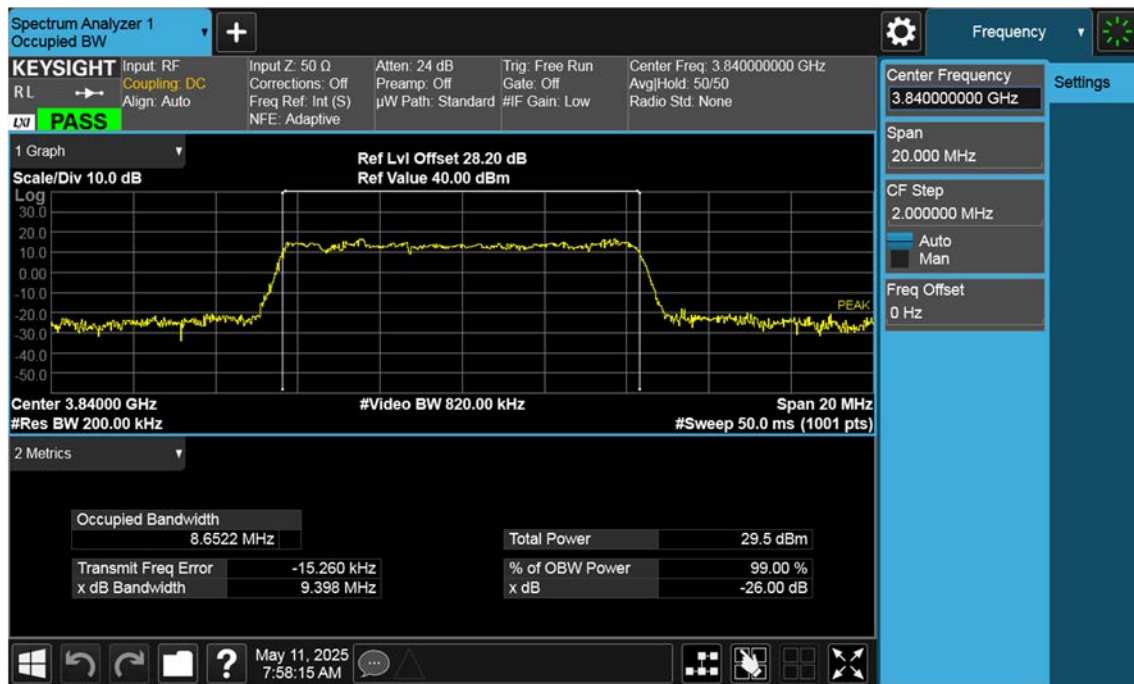 Spectrum Analyzer 1
Occupied BW
+
Frequency
KEYSIGHT
RL
LXI PASS
Input: RF
Coupling: DC
Align: Auto
Input Z: 50 Ω
Corrections: Off
Freq Ref: Int (S)
NFE: Adaptive
Atten: 24 dB
Preamp: Off
µW Path: Standard
Trig: Free Run
Gate: Off
#IF Gain: Low
Center Freq: 3.840000000 GHz
Avg|Hold: 50/50
Radio Std: None
Center Frequency
3.840000000 GHz
Settings
Span
20.000 MHz
CF Step
2.000000 MHz
Auto
Man
Freq Offset
0 Hz
1 Graph
Scale/Div 10.0 dB
Ref Lvl Offset 28.20 dB
Ref Value 40.00 dBm
Log
30.0
20.0
10.0
0.00
-10.0
-20.0
-30.0
-40.0
-50.0
PEAK
Center 3.84000 GHz
#Video BW 820.00 kHz
Span 20 MHz
#Res BW 200.00 kHz
#Sweep 50.0 ms (1001 pts)
2 Metrics
Occupied Bandwidth
8.6522 MHz
Total Power 29.5 dBm
Transmit Freq Error -15.260 kHz
% of OBW Power 99.00 %
x dB Bandwidth 9.398 MHz
x dB -26.00 dB
?
May 11, 2025
7:58:15 AM